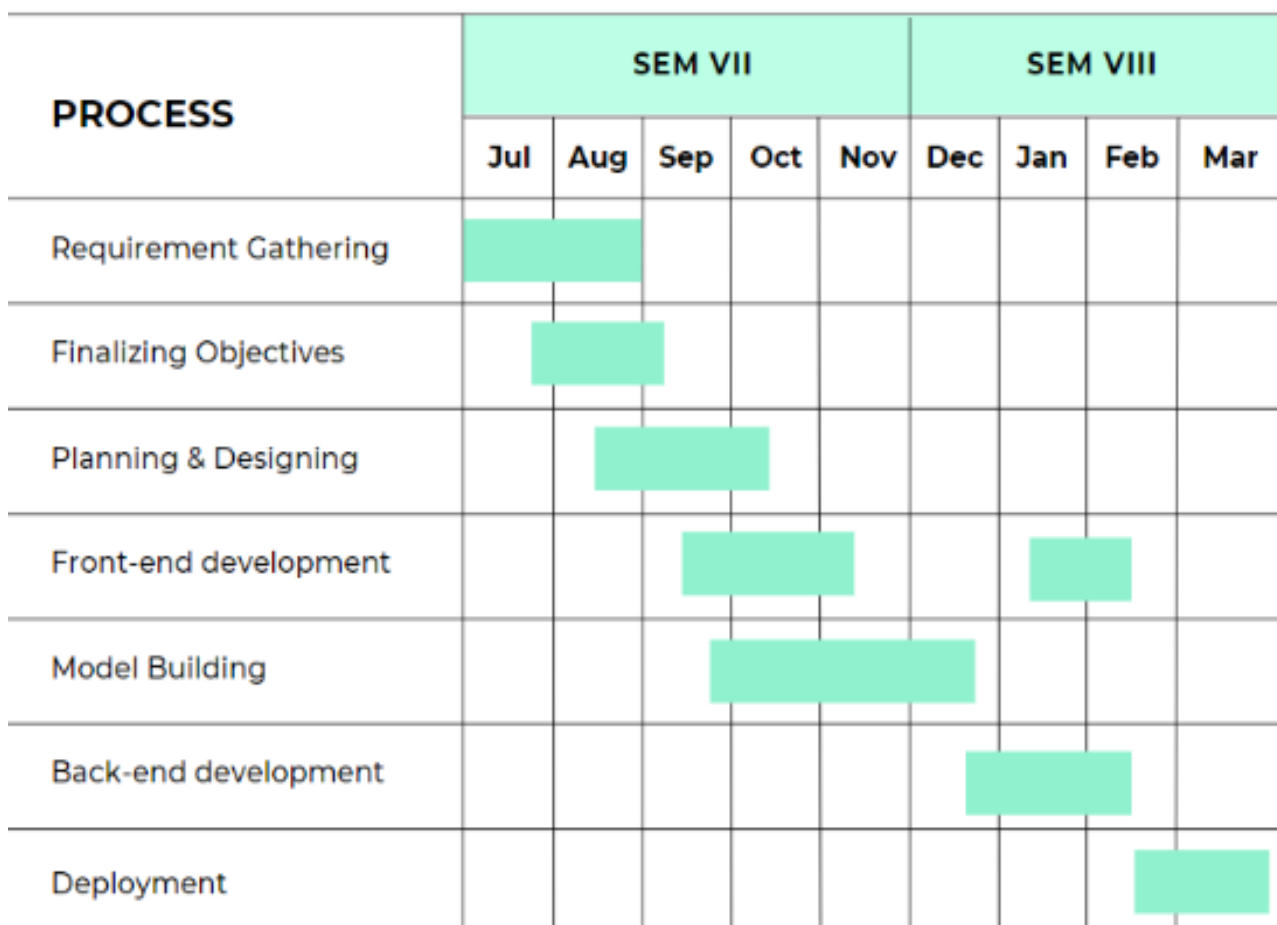 PROCESS
SEM VII
SEM VIII
Jul Aug Sep Oct Nov Dec Jan Feb Mar
Requirement Gathering
Finalizing Objectives
Planning & Designing
Front-end development
Model Building
Back-end development
Deployment